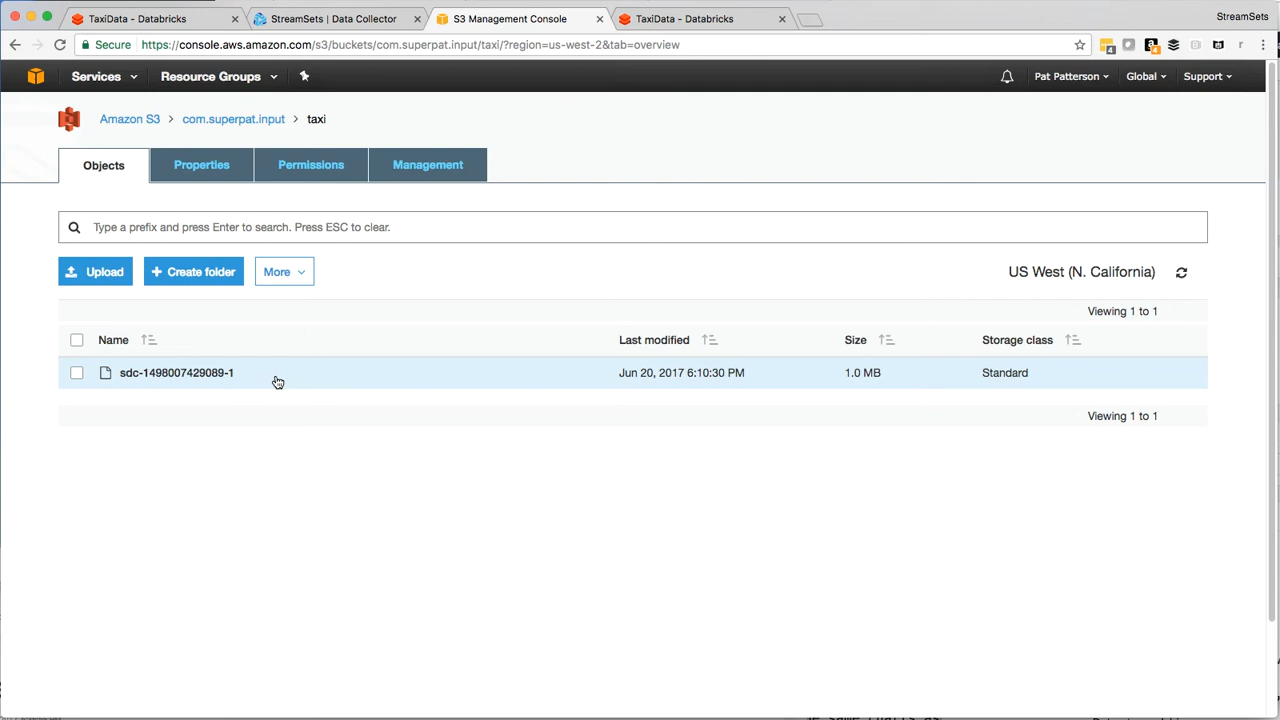 TaxiData - Databricks
StreamSets | Data Collector
S3 Management Console
TaxiData - Databricks
StreamSets
Secure
https://console.aws.amazon.com/s3/buckets/com.superpat.input/taxi/?region=us-west-2&tab=overview
Services
Resource Groups
Pat Patterson
Global
Support
Amazon S3 > com.superpat.input > taxi
Objects
Properties
Permissions
Management
Type a prefix and press Enter to search. Press ESC to clear.
Upload
+ Create folder
More
US West (N. California)
Viewing 1 to 1
Name
Last modified
Size
Storage class
sdc-1498007429089-1
Jun 20, 2017 6:10:30 PM
1.0 MB
Standard
Viewing 1 to 1